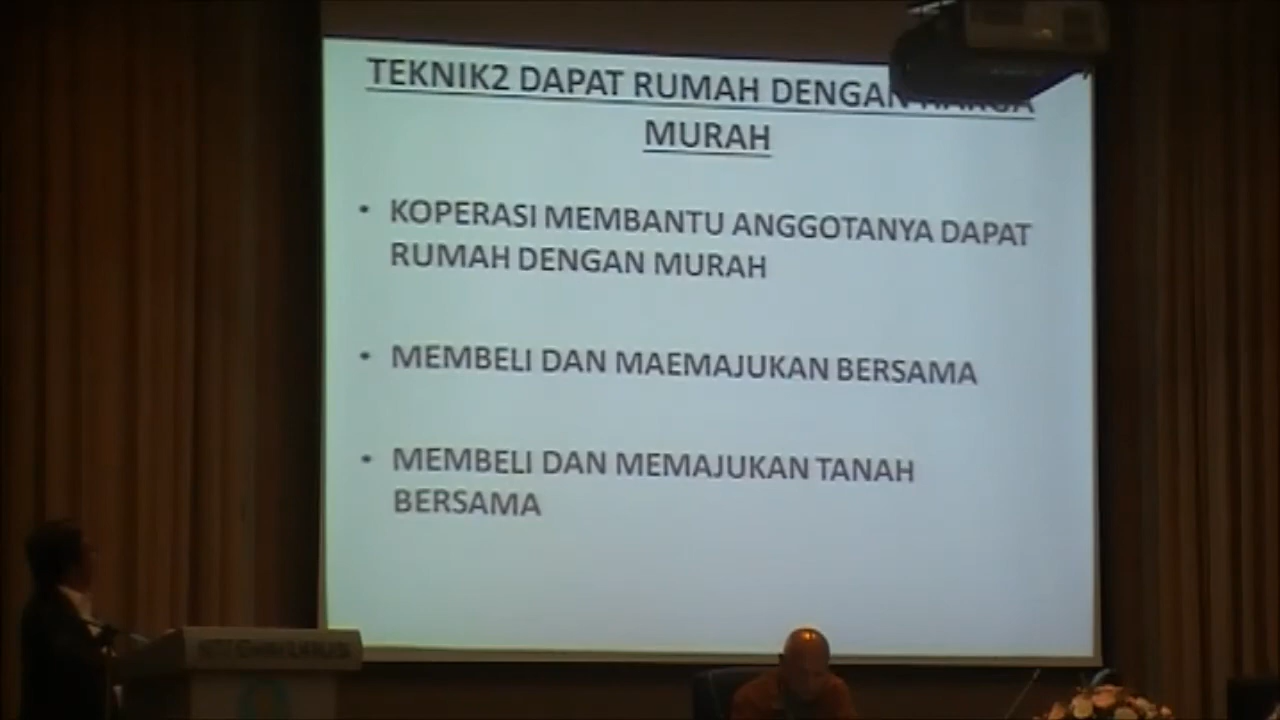 TEKNIK2 DAPAT RUMAH DENGAN HARGA
MURAH
• KOPERASI MEMBANTU ANGGOTANYA DAPAT
RUMAH DENGAN MURAH
• MEMBELI DAN MAEMAJUKAN BERSAMA
• MEMBELI DAN MEMAJUKAN TANAH
BERSAMA